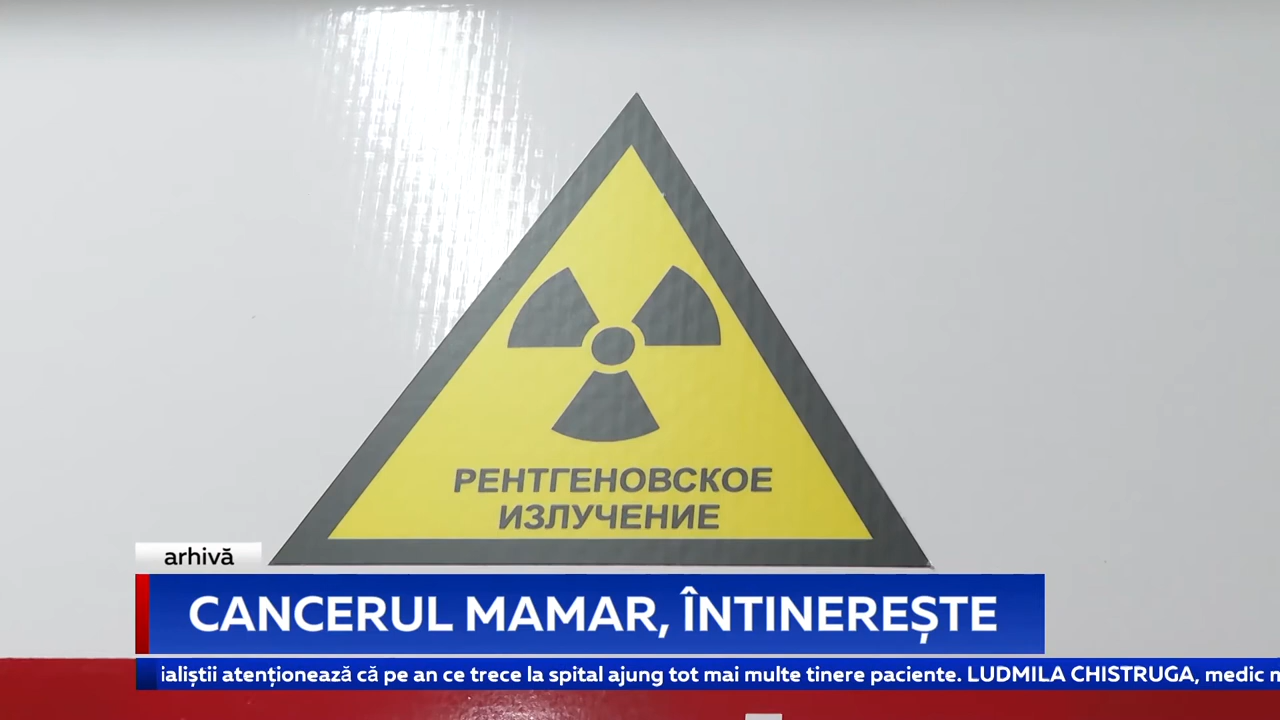 РЕНТГЕНОВСКОЕ
ИЗЛУЧЕНИЕ
arhivă
CANCERUL MAMAR, ÎNTINEREȘTE
ialiștii atenționează că pe an ce trece la spital ajung tot mai multe tinere paciente. LUDMILA CHISTRUGA, medic